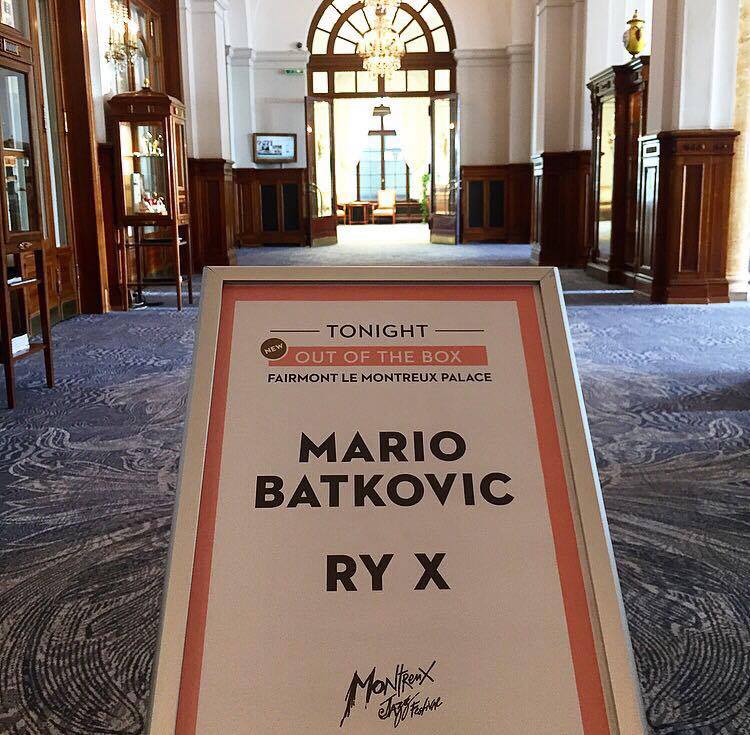 TONIGHT
NEW
OUT OF THE BOX
FAIRMONT LE MONTREUX PALACE
MARIO
BATKOVIC
RY X
MONTREUX
JAZZ Festival